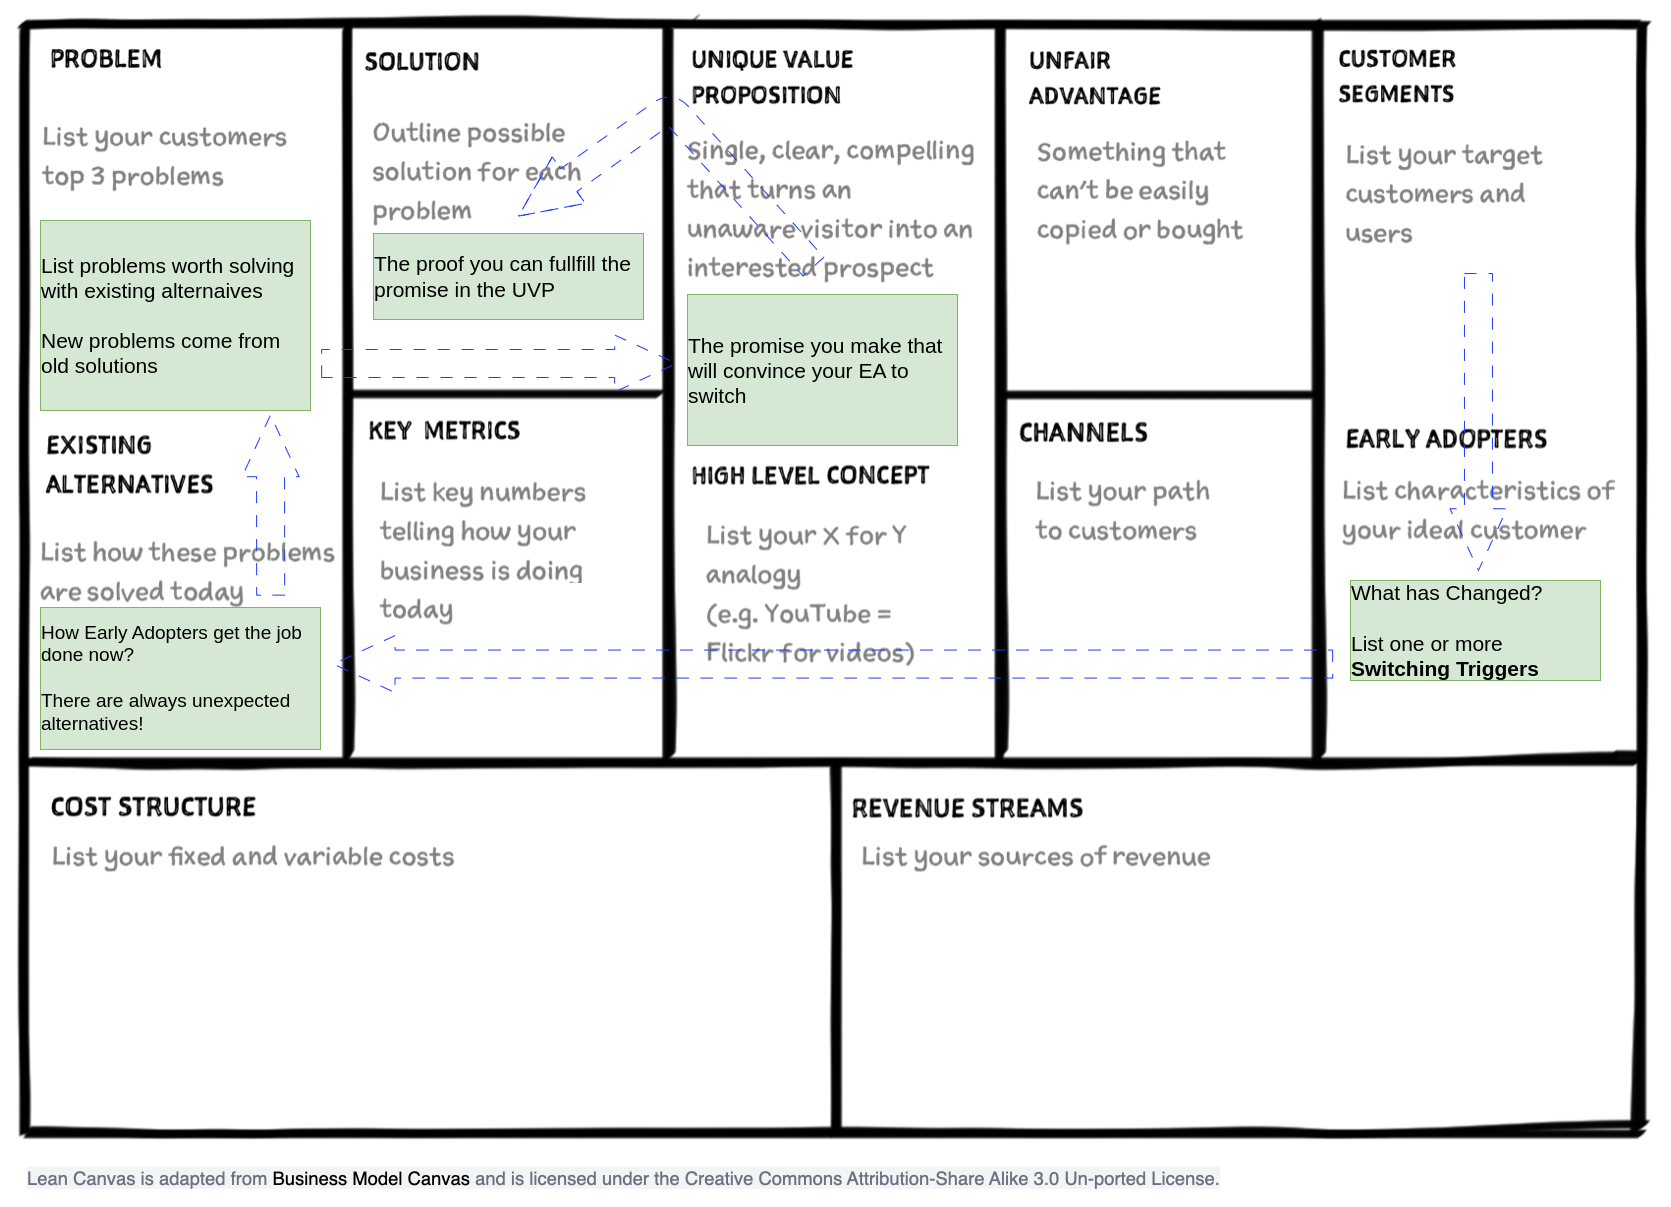 PROBLEM
List your customers
top 3 problems
List problems worth solving
with existing alternaives
New problems come from
old solutions
EXISTING
ALTERNATIVES
List how these problems
are solved today
How Early Adopters get the job
done now?
There are always unexpected
alternatives!
SOLUTION
Outline possible
solution for each
problem
The proof you can fullfill the
promise in the UVP
KEY METRICS
List key numbers
telling how your
business is doing
today
UNIQUE VALUE
PROPOSITION
Single, clear, compelling
that turns an
unaware visitor into an
interested prospect
The promise you make that
will convince your EA to
switch
HIGH LEVEL CONCEPT
List your X for Y
analogy
(e.g. YouTube =
Flickr for videos)
UNFAIR
ADVANTAGE
Something that
can't be easily
copied or bought
CHANNELS
List your path
to customers
CUSTOMER
SEGMENTS
List your target
customers and
users
EARLY ADOPTERS
List characteristics of
your ideal customer
What has Changed?
List one or more
Switching Triggers
COST STRUCTURE
List your fixed and variable costs
REVENUE STREAMS
List your sources of revenue
Lean Canvas is adapted from Business Model Canvas and is licensed under the Creative Commons Attribution-Share Alike 3.0 Un-ported License.